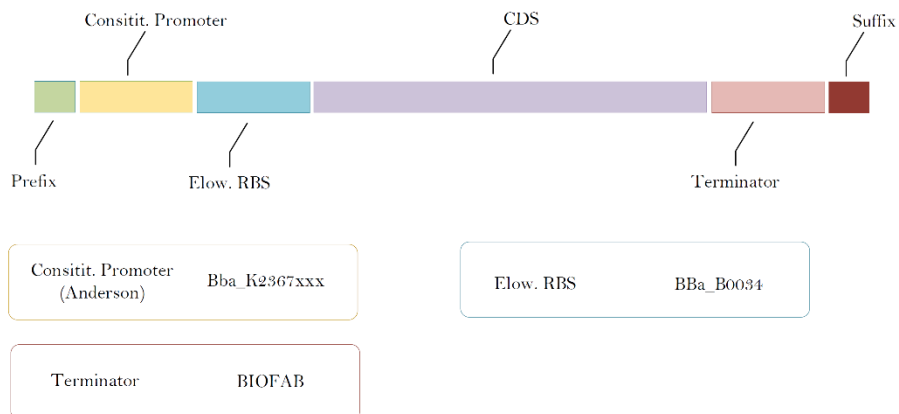 Consitit. Promoter
CDS
Suffix
Prefix
Elow. RBS
Terminator
Consitit. Promoter
(Anderson)
Bba_K2367xxx
Elow. RBS
BBa_B0034
Terminator
BIOFAB